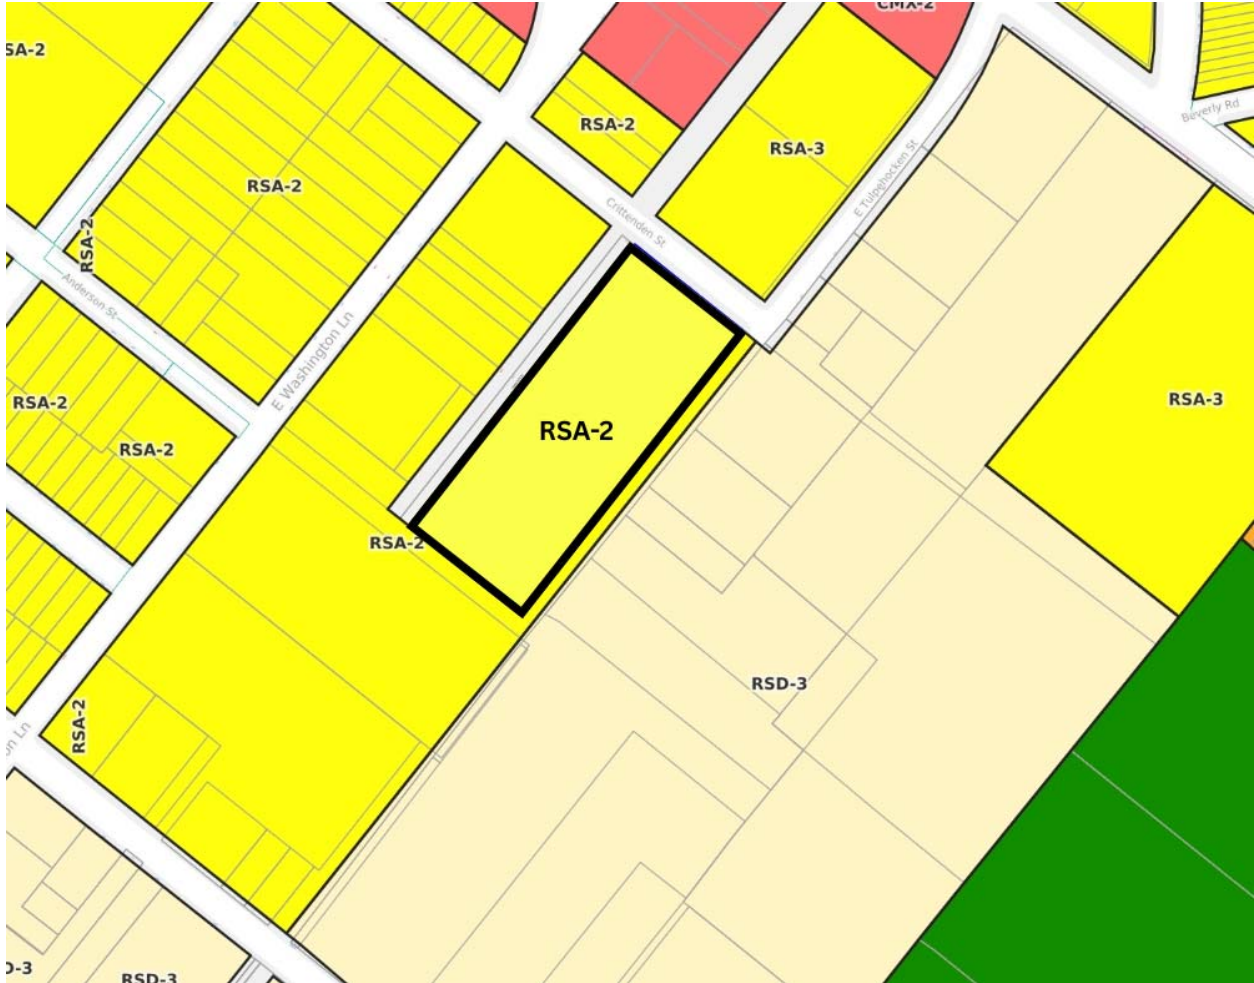 CMX-2
SA-2
Beverly Rd
RSA-2
RSA-3
E Tulpehocken St
RSA-2
Crittenden St
RSA-2
Anderson St
E Washington Ln
RSA-3
RSA-2
RSA-2
RSA-2
RSA-2
RSD-3
RSA-2
on Ln
D-3
RSD-3